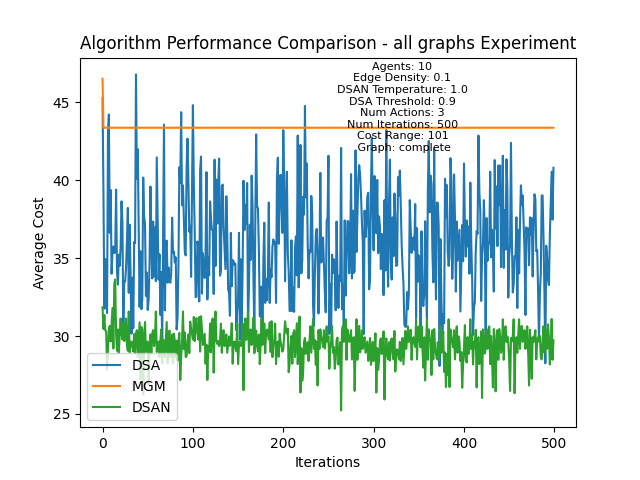 Algorithm Performance Comparison - all graphs Experiment
Agents: 10
Edge Density: 0.1
DSAN Temperature: 1.0
DSA Threshold: 0.9
Num Actions: 3
Num Iterations: 500
Cost Range: 101
Graph: complete
45
40
35
30
25
Average Cost
DSA
MGM
DSAN
0
100
200
300
400
500
Iterations